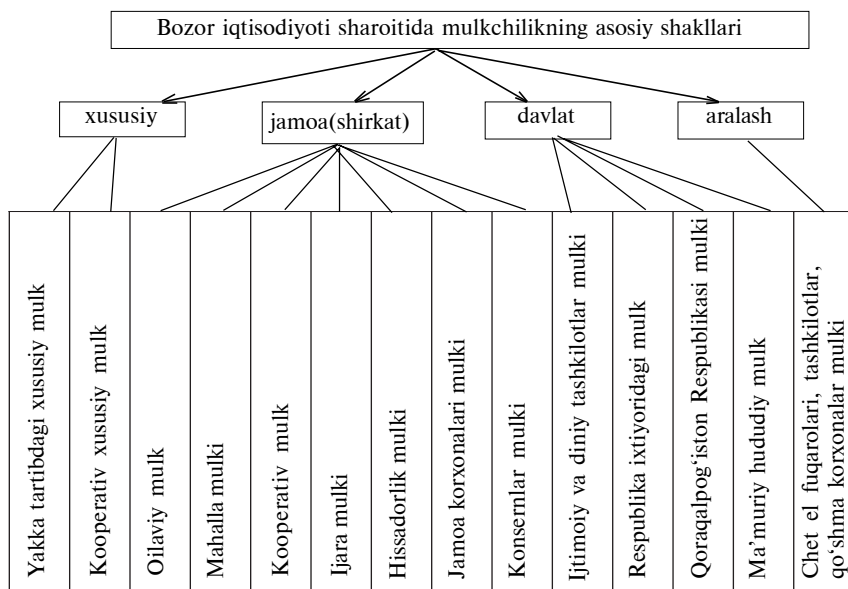 Bozor iqtisodiyoti sharoitida mulkchilikning asosiy shakllari
xususiy
jamoa(shirkat)
davlat
aralash
Yakka tartibdagi xususiy mulk
Kooperativ xususiy mulk
Oilaviy mulk
Mahalla mulki
Kooperativ mulk
Ijara mulki
Hissadorlik mulki
Jamoa korxonalari mulki
Konsernlar mulki
Ijtimoiy va diniy tashkilotlar mulki
Respublika ixtiyoridagi mulk
Qoraqalpog‘iston Respublikasi mulki
Ma’muriy hududiy mulk
Chet el fuqarolari, tashkilotlar,
qo‘shma korxonalar mulki